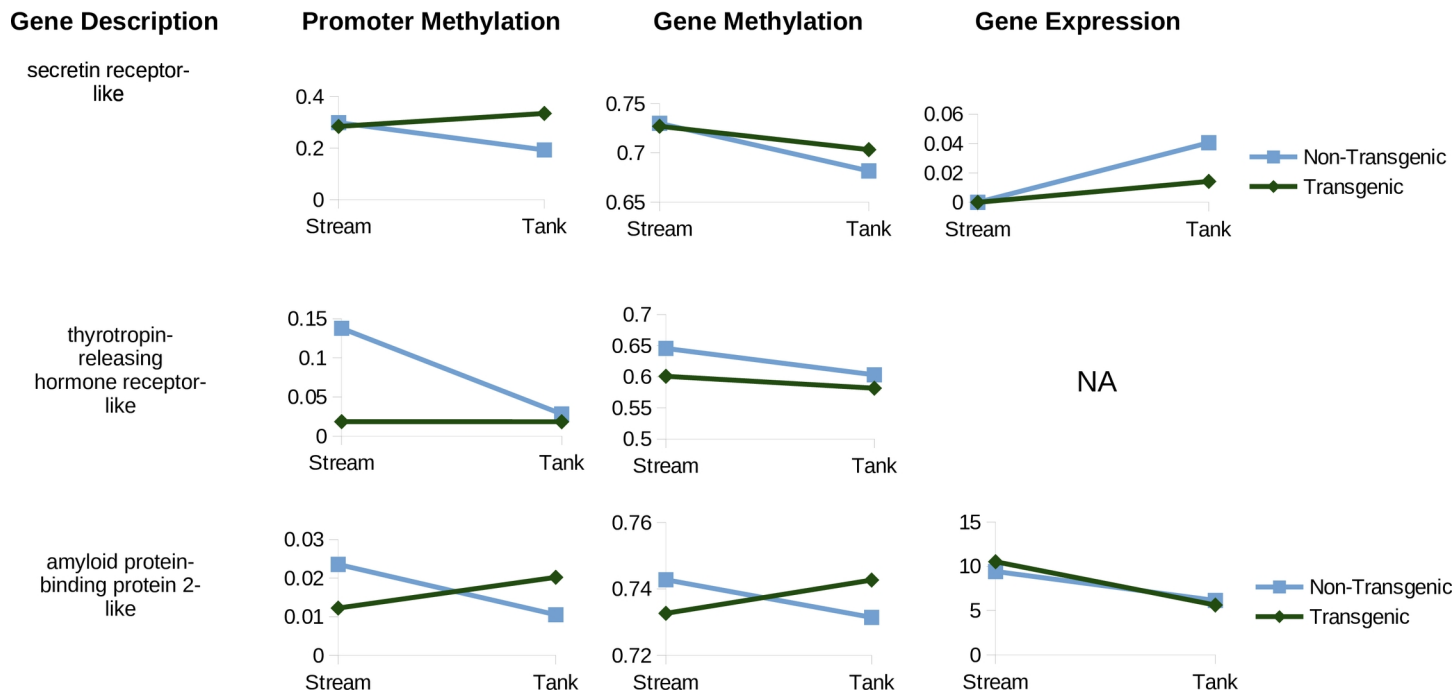 Gene Description
Promoter Methylation
Gene Methylation
Gene Expression
secretin receptor-
like
0.4
0.2
0
Stream
Tank
0.75
0.7
0.65
Stream
Tank
0.06
0.04
0.02
0
Stream
Tank
Non-Transgenic
Transgenic
thyrotropin-
releasing
hormone receptor-
like
0.15
0.1
0.05
0
Stream
Tank
0.7
0.65
0.6
0.55
0.5
Stream
Tank
NA
amyloid protein-
binding protein 2-
like
0.03
0.02
0.01
0
Stream
Tank
0.76
0.74
0.72
Stream
Tank
15
10
5
0
Stream
Tank
Non-Transgenic
Transgenic